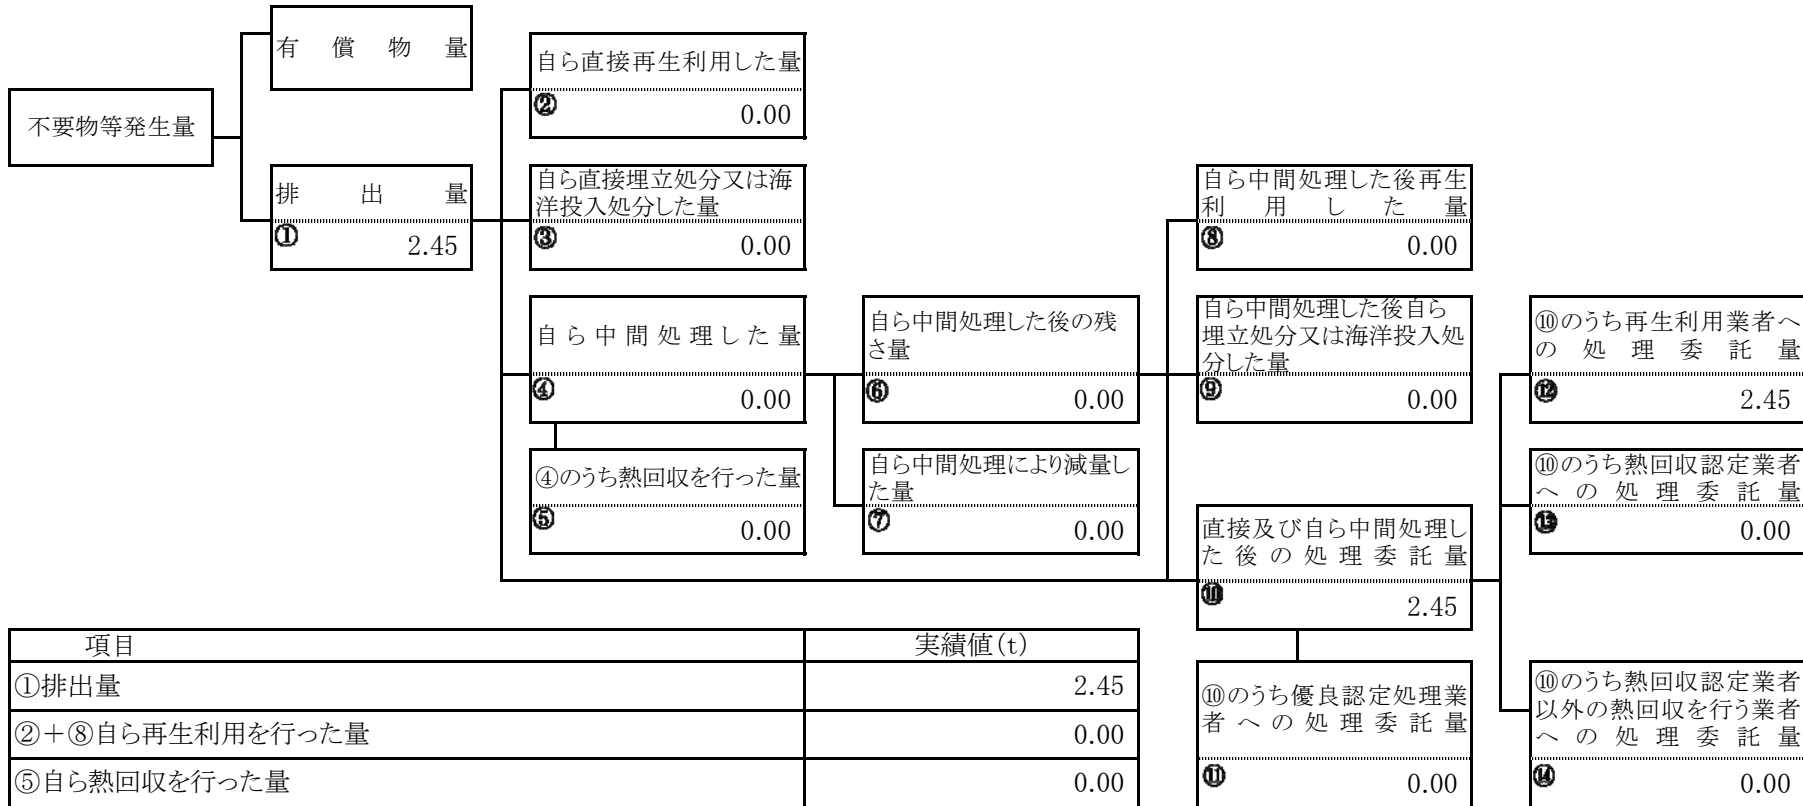 有償物量
不要物等発生量
排出量
①
2.45
自ら直接再生利用した量
②
0.00
自ら直接埋立処分又は海
洋投入処分した量
③
0.00
自ら中間処理した量
④
0.00
④のうち熱回収を行った量
⑤
0.00
自ら中間処理した後の残
さ量
⑥
0.00
自ら中間処理により減量し
た量
⑦
0.00
自ら中間処理した後再生
利用した量
⑧
0.00
自ら中間処理した後自ら
埋立処分又は海洋投入処
分した量
⑨
0.00
直接及び自ら中間処理し
た後の処理委託量
⑩
2.45
⑩のうち優良認定処理業
者への処理委託量
⑪
0.00
⑩のうち再生利用業者へ
の処理委託量
⑫
2.45
⑩のうち熱回収認定業者
への処理委託量
⑬
0.00
⑩のうち熱回収認定業者
以外の熱回収を行う業者
への処理委託量
⑭
0.00
項目 実績値(t)
①排出量 2.45
②+⑧自ら再生利用を行った量 0.00
⑤自ら熱回収を行った量 0.00